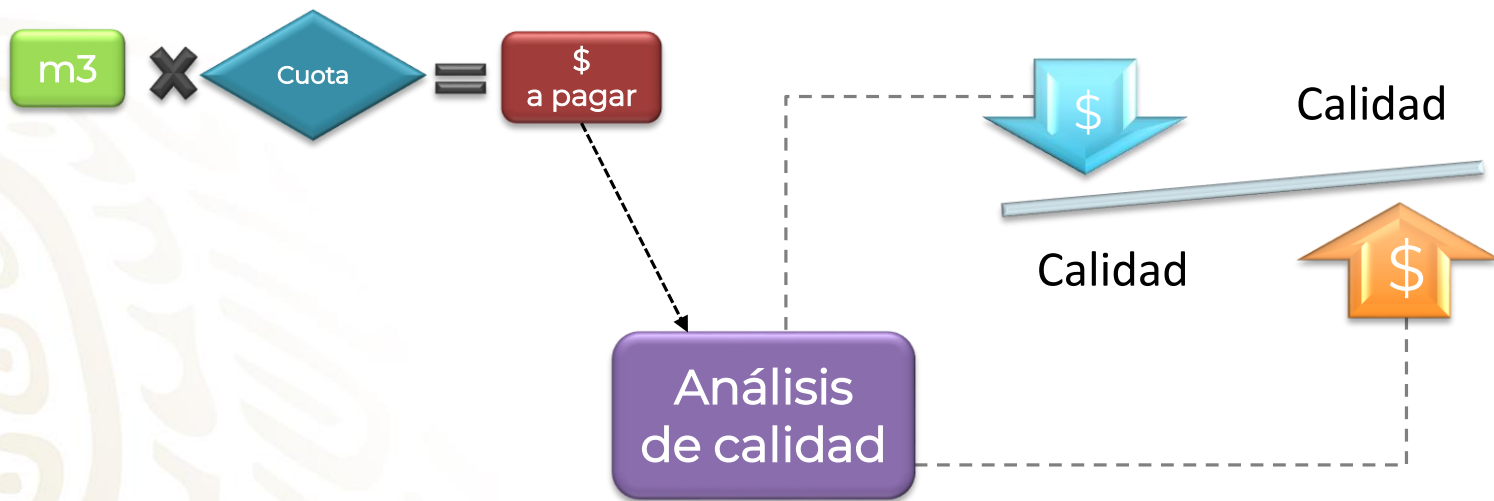 m3
Cuota
$
a pagar
$
Calidad
Calidad
$
Análisis
de calidad